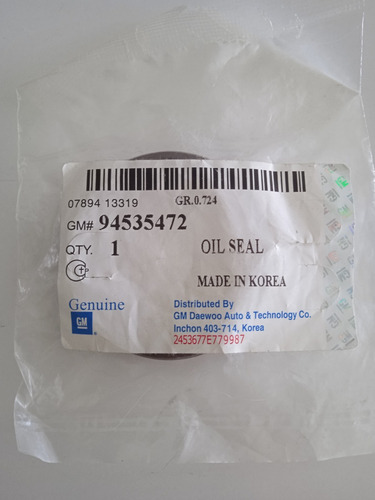 07894 13319
GR.0.724
GM# 94535472
QTY. 1
OIL SEAL
MADE IN KOREA
Genuine
GM
Distributed By
GM Daewoo Auto & Technology Co.
Inchon 403-714, Korea
2453677E779987